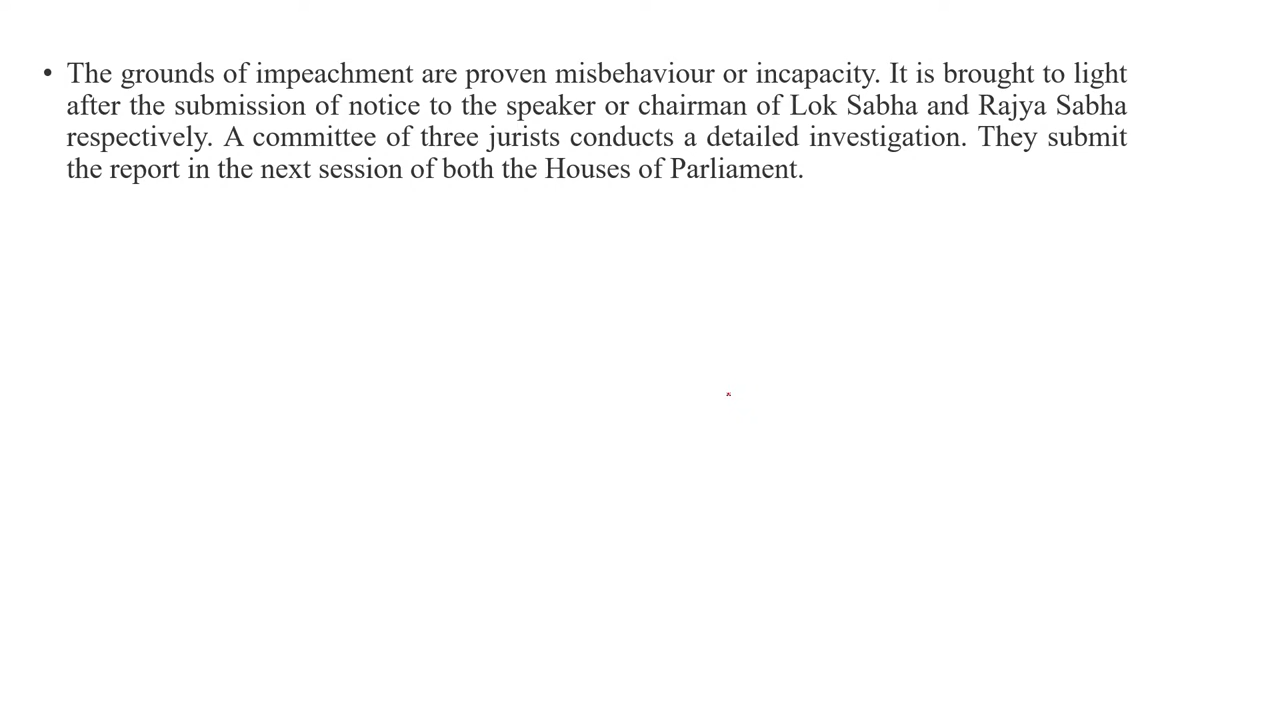 • The grounds of impeachment are proven misbehaviour or incapacity. It is brought to light
after the submission of notice to the speaker or chairman of Lok Sabha and Rajya Sabha
respectively. A committee of three jurists conducts a detailed investigation. They submit
the report in the next session of both the Houses of Parliament.